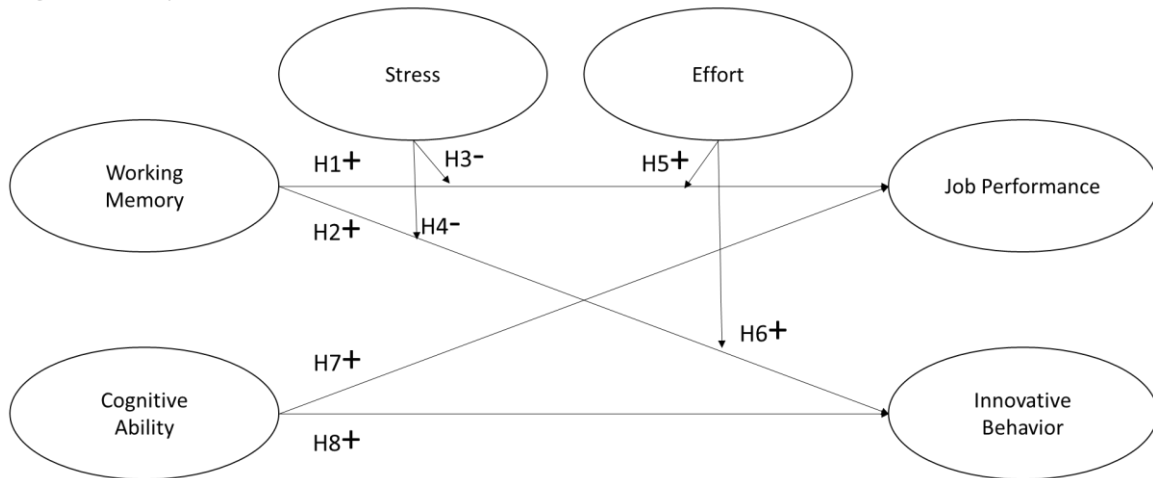 Stress
Effort
H1+
H3-
H5+
Working
Memory
Job Performance
H2+
H4-
H6+
H7+
Cognitive
Ability
Innovative
Behavior
H8+